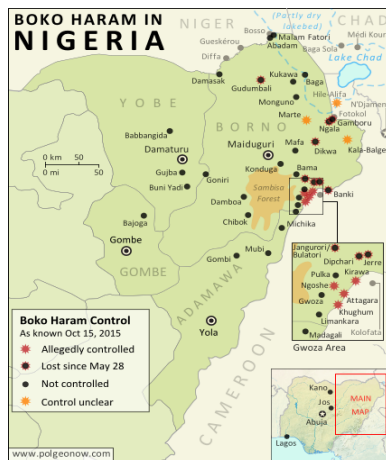 BOKO HARAM IN
NIGERIA
NIGER
(Partly dry
lakebed)
CHAD
Bosso
Malam Fatori
Abadam
Gueskérou
Baga Sola
Diffa
Lake Chad
Damasak
Kukawa
Baga
Gudumbali
YOBE
Monguno
Hile-Alifa
N'Djamena
Marte
Fotokol
Gamboru
BORNO
Ngala
Babbangida
Mafa
Dikwa
Kala-Balge
Maiduguri
0 km 50
0 mi 50
Damaturu
Konduga
Bama
Gujba
Goniri
Banki
Buni Yadi
Sambisa
Forest
Damboa
Bajoga
Chibok
Michika
Gombe
Gombi
Mubi
Jangurori/
Bulatori
Dipchari
Jerre
GOMBE
ADAMAWA
Pulka
Kirawa
Ngoshe
Gwoza
Attagara
Khughum
Limankara
Kolofata
Madagali
Gwoza Area
Yola
CAMEROON
Boko Haram Control
As known Oct 15, 2015
Allegedly controlled
Lost since May 28
Not controlled
Control unclear
Kano
Jos
Abuja
Lagos
MAIN
MAP
www.polgeonow.com